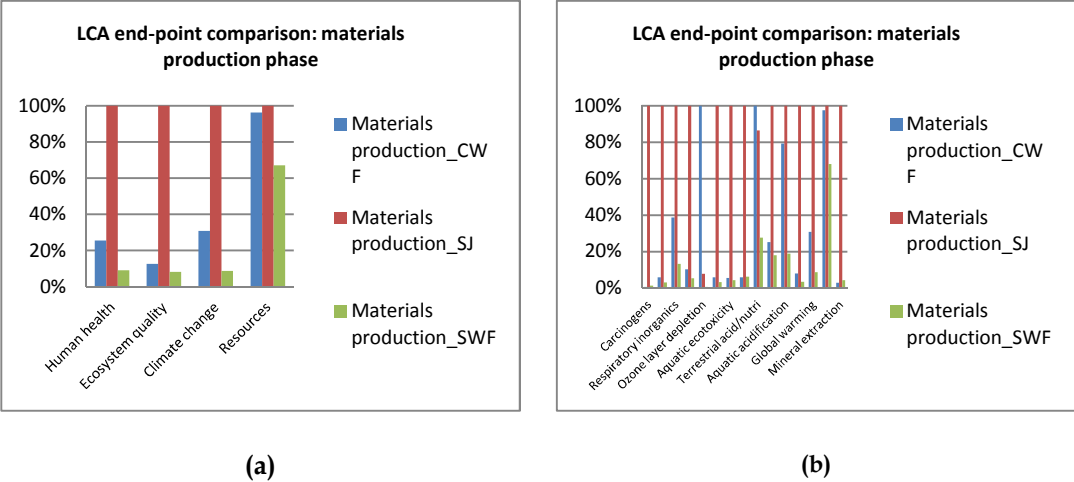 LCA end-point comparison: materials
production phase
100%
80%
60%
40%
20%
0%
Human health
Ecosystem quality
Climate change
Resources
Materials
production_CW
F
Materials
production_SJ
Materials
production_SWF
(a)
LCA end-point comparison: materials
production phase
100%
80%
60%
40%
20%
0%
Carcinogens
Respiratory inorganics
Ozone layer depletion
Aquatic ecotoxicity
Terrestrial acid/nutri
Aquatic acidification
Global warming
Mineral extraction
Materials
production_CW
F
Materials
production_SJ
Materials
production_SWF
(b)